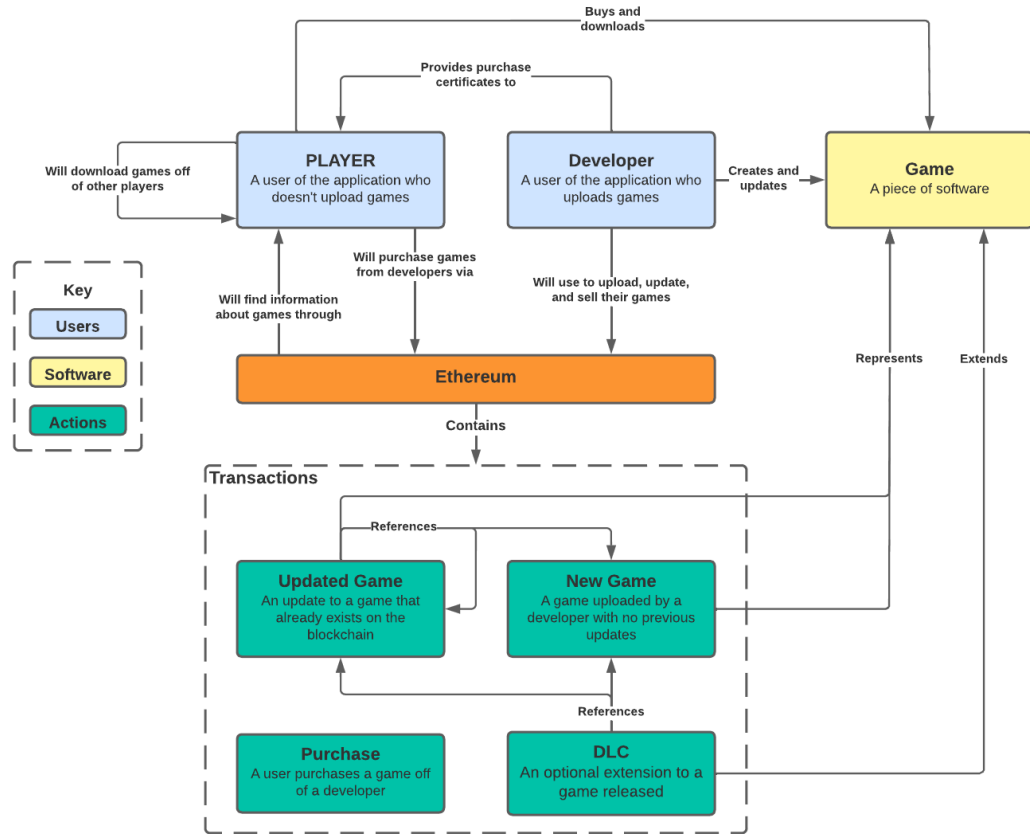 Buys and
downloads
Provides purchase
certificates to
Will download games off
of other players
PLAYER
A user of the application who
doesn't upload games
Developer
A user of the application who
uploads games
Creates and
updates
Game
A piece of software
Will purchase games
from developers via
Will find information
about games through
Will use to upload, update,
and sell their games
Key
Users
Software
Actions
Represents
Extends
Ethereum
Contains
Transactions
References
Updated Game
An update to a game that
already exists on the
blockchain
New Game
A game uploaded by a
developer with no previous
updates
References
Purchase
A user purchases a game off
of a developer
DLC
An optional extension to a
game released